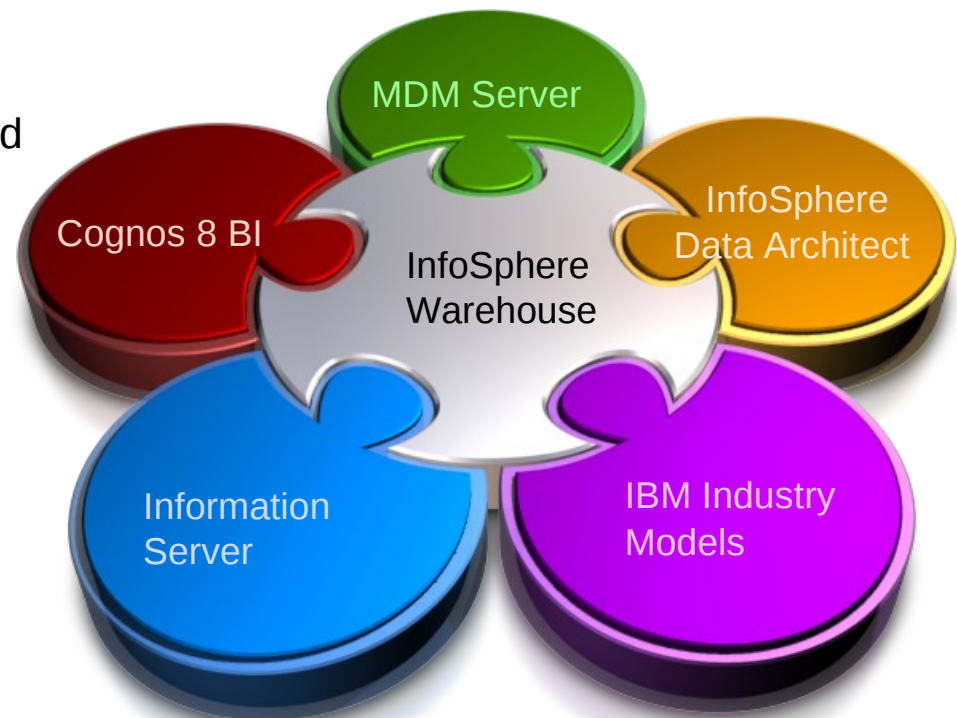 MDM Server
d
InfoSphere
Data Architect
Cognos 8 BI
InfoSphere
Warehouse
Information
Server
IBM Industry
Models